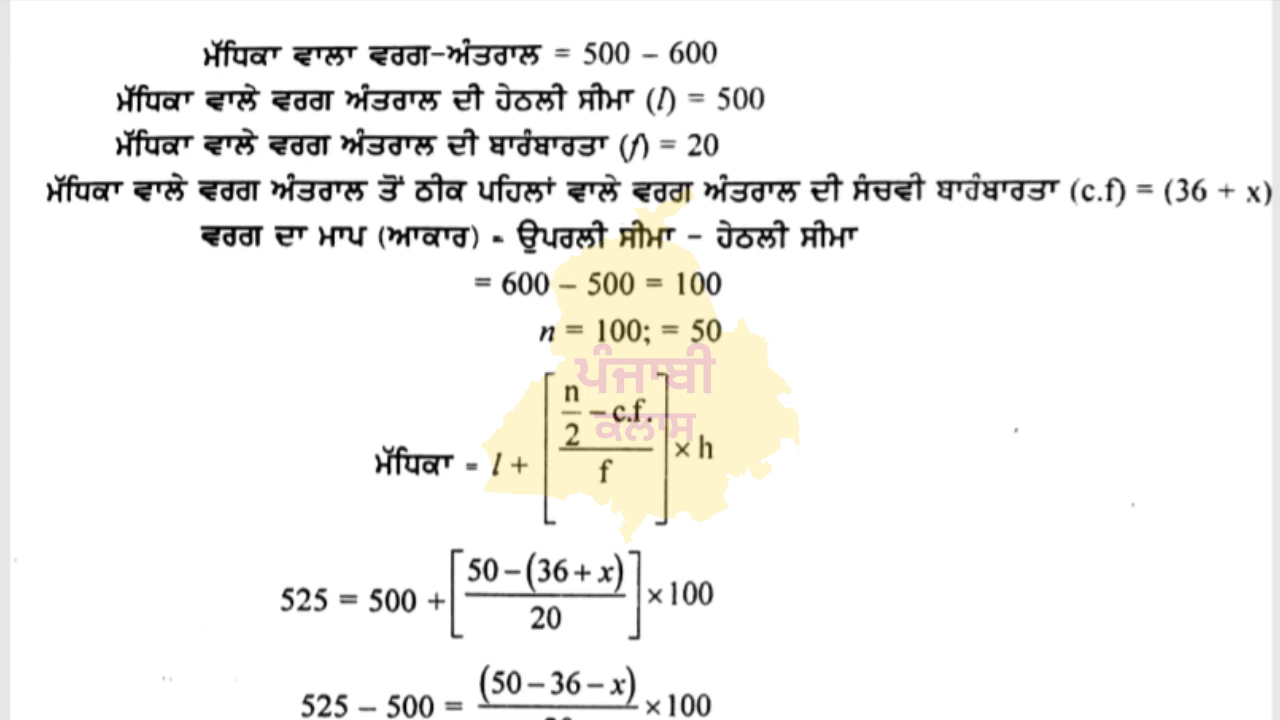 ਮੱਧਿਕਾ ਵਾਲਾ ਵਰਗ-ਅੰਤਰਾਲ = 500 – 600
ਮੱਧਿਕਾ ਵਾਲੇ ਵਰਗ ਅੰਤਰਾਲ ਦੀ ਹੇਠਲੀ ਸੀਮਾ (l) = 500
ਮੱਧਿਕਾ ਵਾਲੇ ਵਰਗ ਅੰਤਰਾਲ ਦੀ ਬਾਰੰਬਾਰਤਾ (f) = 20
ਮੱਧਿਕਾ ਵਾਲੇ ਵਰਗ ਅੰਤਰਾਲ ਤੋਂ ਠੀਕ ਪਹਿਲਾਂ ਵਾਲੇ ਵਰਗ ਅੰਤਰਾਲ ਦੀ ਸੰਚਵੀ ਬਾਹੰਬਾਰਤਾ (c.f) = (36 + x)
ਵਰਗ ਦਾ ਮਾਪ (ਆਕਾਰ) - ਉਪਰਲੀ ਸੀਮਾ – ਹੇਠਲੀ ਸੀਮਾ
= 600 – 500 = 100
n = 100; = 50
ਪੰਜਾਬੀ
ਕਲਾਸ
ਮੱਧਿਕਾ = l + [(n/2 – c.f.)/f] × h
525 = 500 + [(50 – (36 + x))/20] × 100
525 – 500 = (50 – 36 – x)/ × 100